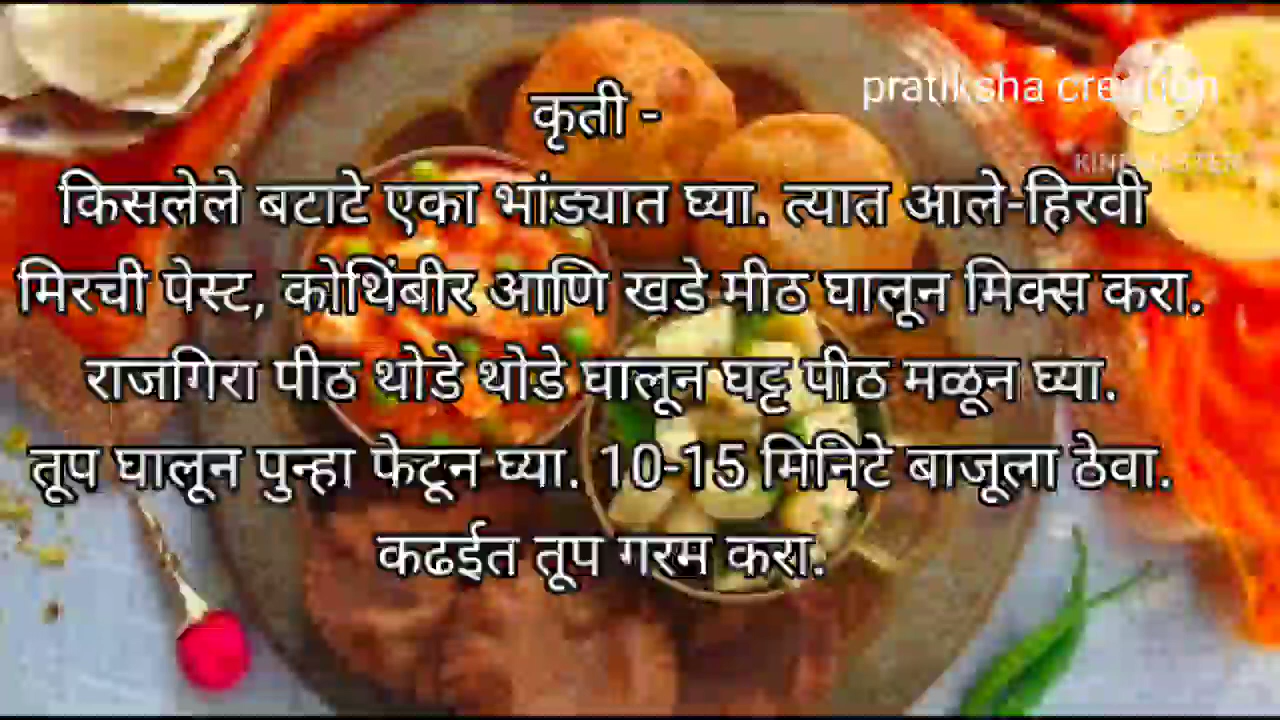 pratiksha creation
KINEMASTER
कृती -
किसलेले बटाटे एका भांड्यात घ्या. त्यात आले-हिरवी
मिरची पेस्ट, कोथिंबीर आणि खडे मीठ घालून मिक्स करा.
राजगिरा पीठ थोडे थोडे घालून घट्ट पीठ मळून घ्या.
तूप घालून पुन्हा फेटून घ्या. 10-15 मिनिटे बाजूला ठेवा.
कढईत तूप गरम करा.